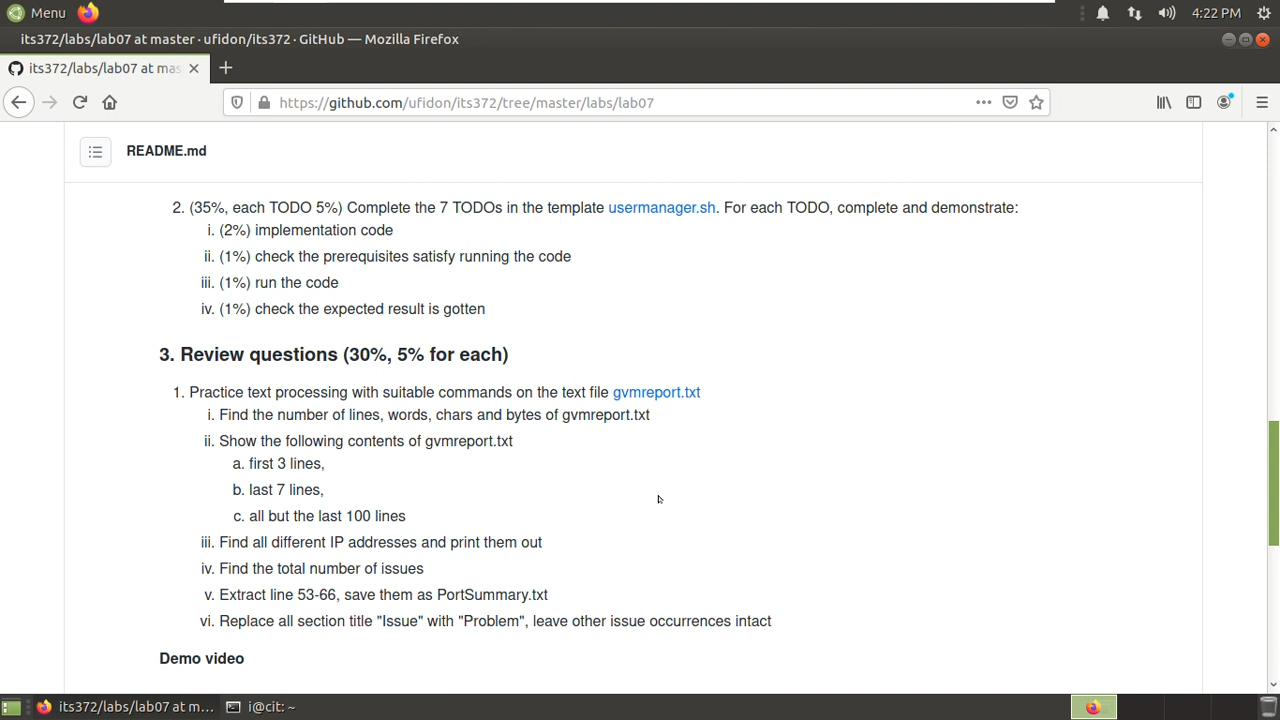 Menu
4:22 PM
its372/labs/lab07 at master · ufidon/its372 · GitHub — Mozilla Firefox
its372/labs/lab07 at mas
https://github.com/ufidon/its372/tree/master/labs/lab07
README.md
2. (35%, each TODO 5%) Complete the 7 TODOs in the template usermanager.sh. For each TODO, complete and demonstrate:
i. (2%) implementation code
ii. (1%) check the prerequisites satisfy running the code
iii. (1%) run the code
iv. (1%) check the expected result is gotten
3. Review questions (30%, 5% for each)
1. Practice text processing with suitable commands on the text file gvmreport.txt
i. Find the number of lines, words, chars and bytes of gvmreport.txt
ii. Show the following contents of gvmreport.txt
a. first 3 lines,
b. last 7 lines,
c. all but the last 100 lines
iii. Find all different IP addresses and print them out
iv. Find the total number of issues
v. Extract line 53-66, save them as PortSummary.txt
vi. Replace all section title "Issue" with "Problem", leave other issue occurrences intact
Demo video
its372/labs/lab07 at m...
i@cit: ~